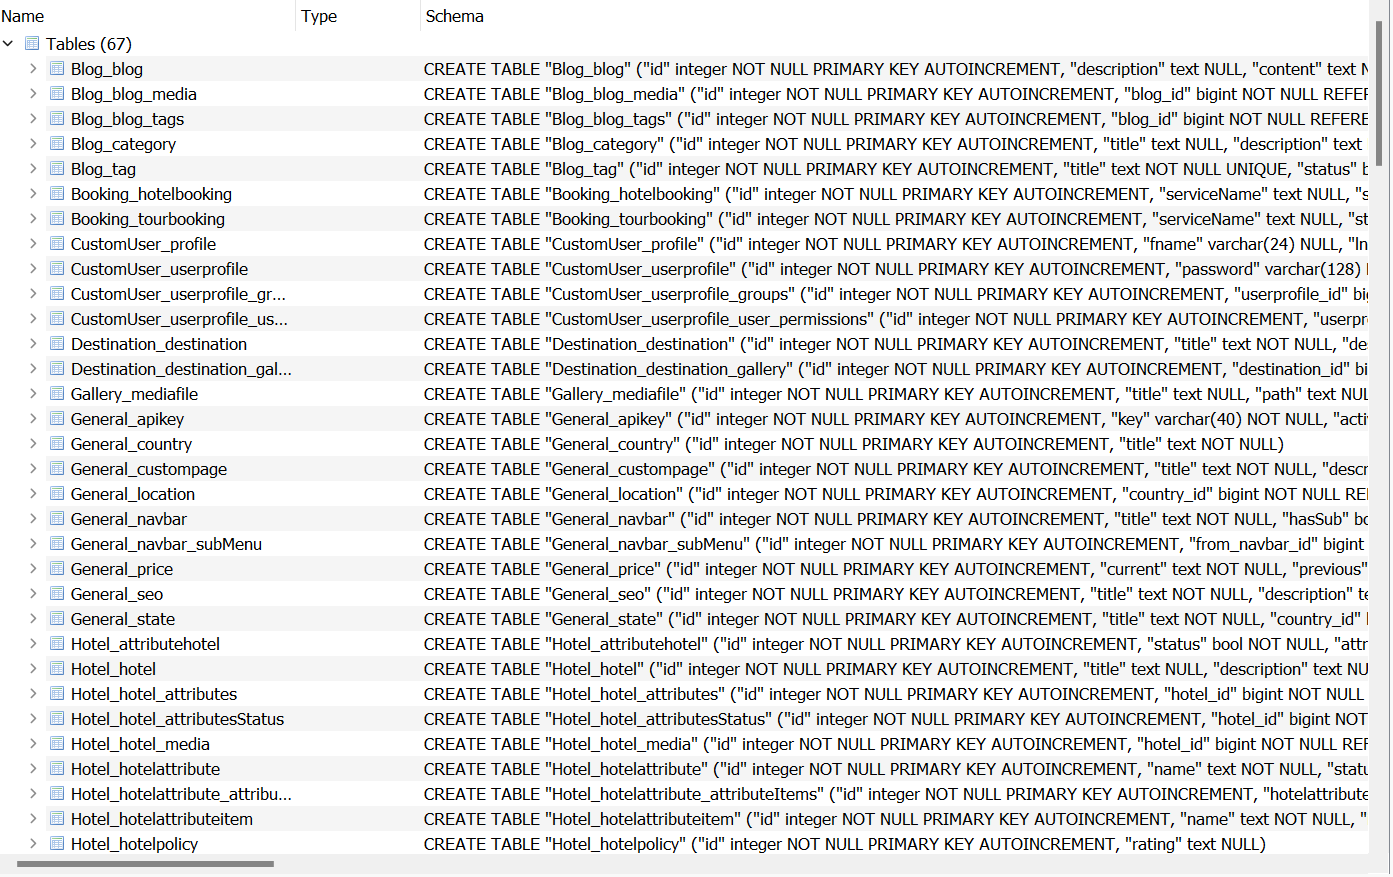 Name Type Schema
Tables (67)
Blog_blog CREATE TABLE "Blog_blog" ("id" integer NOT NULL PRIMARY KEY AUTOINCREMENT, "description" text NULL, "content" text N
Blog_blog_media CREATE TABLE "Blog_blog_media" ("id" integer NOT NULL PRIMARY KEY AUTOINCREMENT, "blog_id" bigint NOT NULL REFER
Blog_blog_tags CREATE TABLE "Blog_blog_tags" ("id" integer NOT NULL PRIMARY KEY AUTOINCREMENT, "blog_id" bigint NOT NULL REFERE
Blog_category CREATE TABLE "Blog_category" ("id" integer NOT NULL PRIMARY KEY AUTOINCREMENT, "title" text NULL, "description" text
Blog_tag CREATE TABLE "Blog_tag" ("id" integer NOT NULL PRIMARY KEY AUTOINCREMENT, "title" text NOT NULL UNIQUE, "status" b
Booking_hotelbooking CREATE TABLE "Booking_hotelbooking" ("id" integer NOT NULL PRIMARY KEY AUTOINCREMENT, "serviceName" text NULL, "s
Booking_tourbooking CREATE TABLE "Booking_tourbooking" ("id" integer NOT NULL PRIMARY KEY AUTOINCREMENT, "serviceName" text NULL, "st
CustomUser_profile CREATE TABLE "CustomUser_profile" ("id" integer NOT NULL PRIMARY KEY AUTOINCREMENT, "fname" varchar(24) NULL, "ln
CustomUser_userprofile CREATE TABLE "CustomUser_userprofile" ("id" integer NOT NULL PRIMARY KEY AUTOINCREMENT, "password" varchar(128)
CustomUser_userprofile_gr... CREATE TABLE "CustomUser_userprofile_groups" ("id" integer NOT NULL PRIMARY KEY AUTOINCREMENT, "userprofile_id" big
CustomUser_userprofile_us... CREATE TABLE "CustomUser_userprofile_user_permissions" ("id" integer NOT NULL PRIMARY KEY AUTOINCREMENT, "userpr
Destination_destination CREATE TABLE "Destination_destination" ("id" integer NOT NULL PRIMARY KEY AUTOINCREMENT, "title" text NOT NULL, "de
Destination_destination_gal... CREATE TABLE "Destination_destination_gallery" ("id" integer NOT NULL PRIMARY KEY AUTOINCREMENT, "destination_id" bi
Gallery_mediafile CREATE TABLE "Gallery_mediafile" ("id" integer NOT NULL PRIMARY KEY AUTOINCREMENT, "title" text NULL, "path" text NUL
General_apikey CREATE TABLE "General_apikey" ("id" integer NOT NULL PRIMARY KEY AUTOINCREMENT, "key" varchar(40) NOT NULL, "acti
General_country CREATE TABLE "General_country" ("id" integer NOT NULL PRIMARY KEY AUTOINCREMENT, "title" text NOT NULL)
General_custompage CREATE TABLE "General_custompage" ("id" integer NOT NULL PRIMARY KEY AUTOINCREMENT, "title" text NOT NULL, "descr
General_location CREATE TABLE "General_location" ("id" integer NOT NULL PRIMARY KEY AUTOINCREMENT, "country_id" bigint NOT NULL REI
General_navbar CREATE TABLE "General_navbar" ("id" integer NOT NULL PRIMARY KEY AUTOINCREMENT, "title" text NOT NULL, "hasSub" bo
General_navbar_subMenu CREATE TABLE "General_navbar_subMenu" ("id" integer NOT NULL PRIMARY KEY AUTOINCREMENT, "from_navbar_id" bigint
General_price CREATE TABLE "General_price" ("id" integer NOT NULL PRIMARY KEY AUTOINCREMENT, "current" text NOT NULL, "previous"
General_seo CREATE TABLE "General_seo" ("id" integer NOT NULL PRIMARY KEY AUTOINCREMENT, "title" text NOT NULL, "description" te
General_state CREATE TABLE "General_state" ("id" integer NOT NULL PRIMARY KEY AUTOINCREMENT, "title" text NOT NULL, "country_id" b
Hotel_attributehotel CREATE TABLE "Hotel_attributehotel" ("id" integer NOT NULL PRIMARY KEY AUTOINCREMENT, "status" bool NOT NULL, "attr
Hotel_hotel CREATE TABLE "Hotel_hotel" ("id" integer NOT NULL PRIMARY KEY AUTOINCREMENT, "title" text NULL, "description" text NU
Hotel_hotel_attributes CREATE TABLE "Hotel_hotel_attributes" ("id" integer NOT NULL PRIMARY KEY AUTOINCREMENT, "hotel_id" bigint NOT NULL
Hotel_hotel_attributesStatus CREATE TABLE "Hotel_hotel_attributesStatus" ("id" integer NOT NULL PRIMARY KEY AUTOINCREMENT, "hotel_id" bigint NOT
Hotel_hotel_media CREATE TABLE "Hotel_hotel_media" ("id" integer NOT NULL PRIMARY KEY AUTOINCREMENT, "hotel_id" bigint NOT NULL REF
Hotel_hotelattribute CREATE TABLE "Hotel_hotelattribute" ("id" integer NOT NULL PRIMARY KEY AUTOINCREMENT, "name" text NOT NULL, "statu
Hotel_hotelattribute_attribu... CREATE TABLE "Hotel_hotelattribute_attributeItems" ("id" integer NOT NULL PRIMARY KEY AUTOINCREMENT, "hotelattribute
Hotel_hotelattributeitem CREATE TABLE "Hotel_hotelattributeitem" ("id" integer NOT NULL PRIMARY KEY AUTOINCREMENT, "name" text NOT NULL, "
Hotel_hotelpolicy CREATE TABLE "Hotel_hotelpolicy" ("id" integer NOT NULL PRIMARY KEY AUTOINCREMENT, "rating" text NULL)